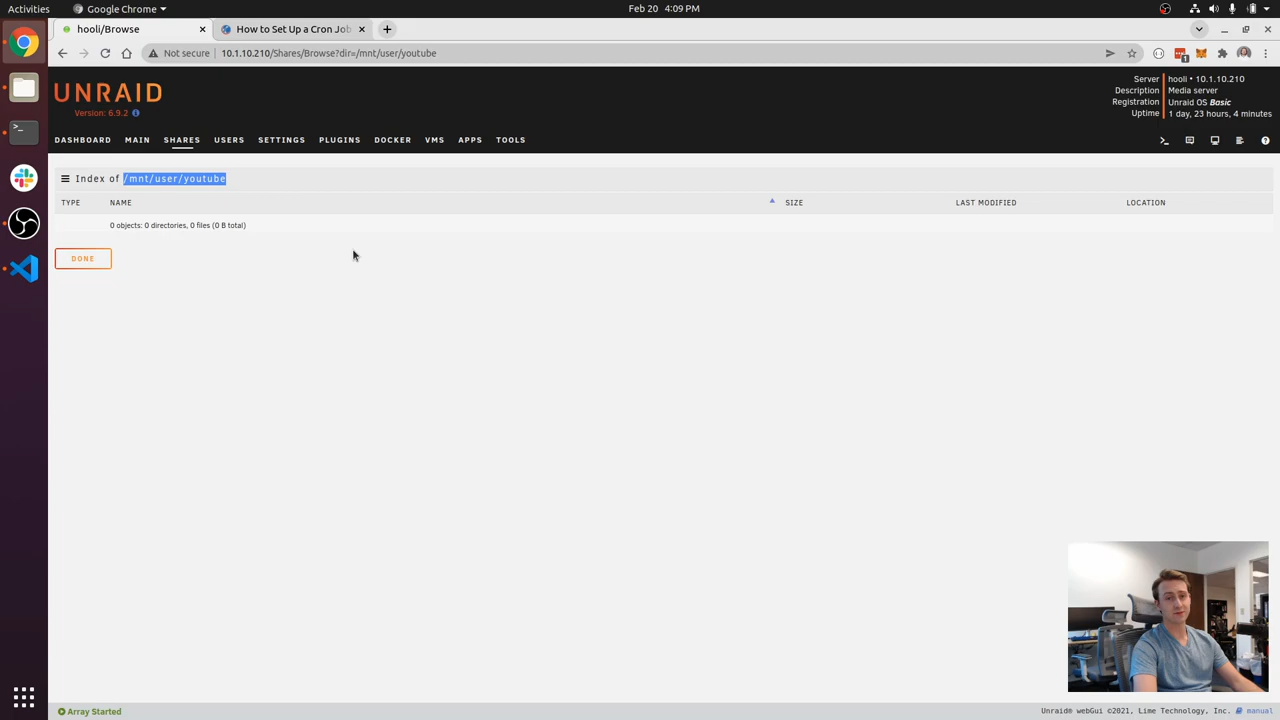 Activities
Google Chrome
Feb 20 4:09 PM
hooli/Browse
How to Set Up a Cron Job
Not secure
10.1.10.210/Shares/Browse?dir=/mnt/user/youtube
1
UNRAID
Version: 6.9.2
Server
hooli • 10.1.10.210
Description
Media server
Registration
Unraid OS Basic
Uptime
1 day, 23 hours, 4 minutes
DASHBOARD
MAIN
SHARES
USERS
SETTINGS
PLUGINS
DOCKER
VMS
APPS
TOOLS
Index of /mnt/user/youtube
TYPE
NAME
SIZE
LAST MODIFIED
LOCATION
0 objects: 0 directories, 0 files (0 B total)
DONE
Array Started
Unraid® webGui ©2021, Lime Technology, Inc.
manual